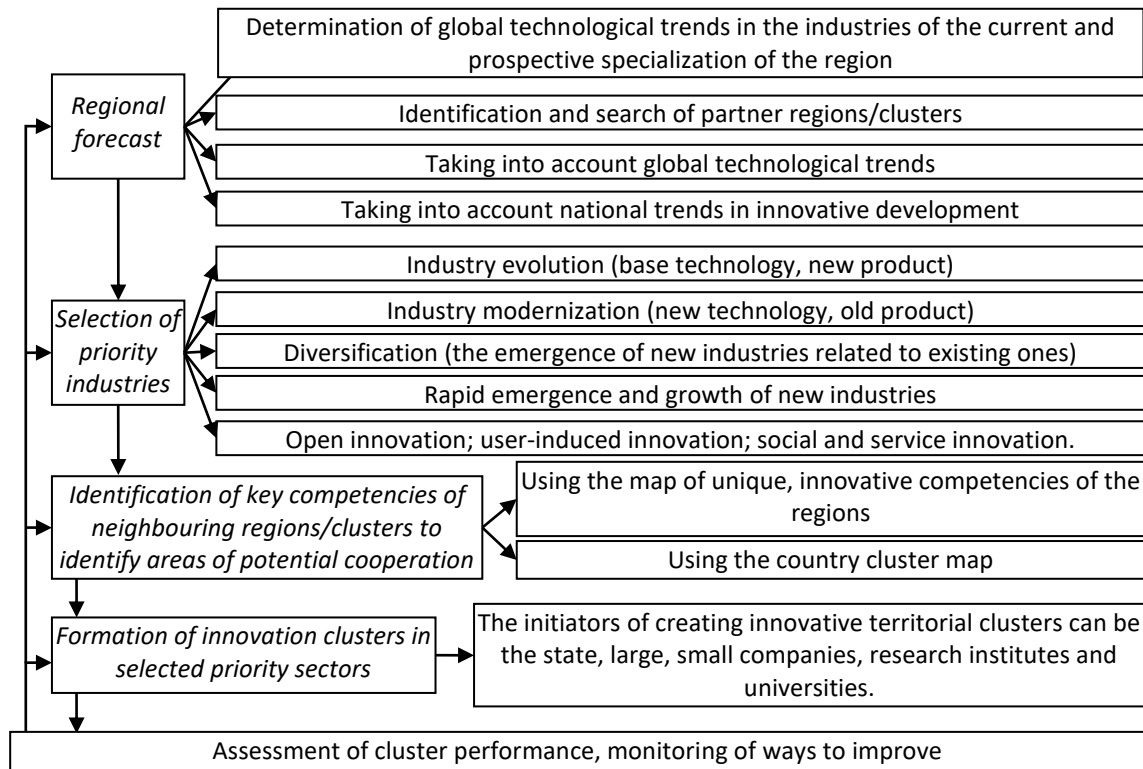 Determination of global technological trends in the industries of the current and
prospective specialization of the region
Regional
forecast
Identification and search of partner regions/clusters
Taking into account global technological trends
Taking into account national trends in innovative development
Industry evolution (base technology, new product)
Selection of
priority
industries
Industry modernization (new technology, old product)
Diversification (the emergence of new industries related to existing ones)
Rapid emergence and growth of new industries
Open innovation; user-induced innovation; social and service innovation.
Identification of key competencies of
neighbouring regions/clusters to
identify areas of potential cooperation
Using the map of unique, innovative competencies of the
regions
Using the country cluster map
Formation of innovation clusters in
selected priority sectors
The initiators of creating innovative territorial clusters can be
the state, large, small companies, research institutes and
universities.
Assessment of cluster performance, monitoring of ways to improve